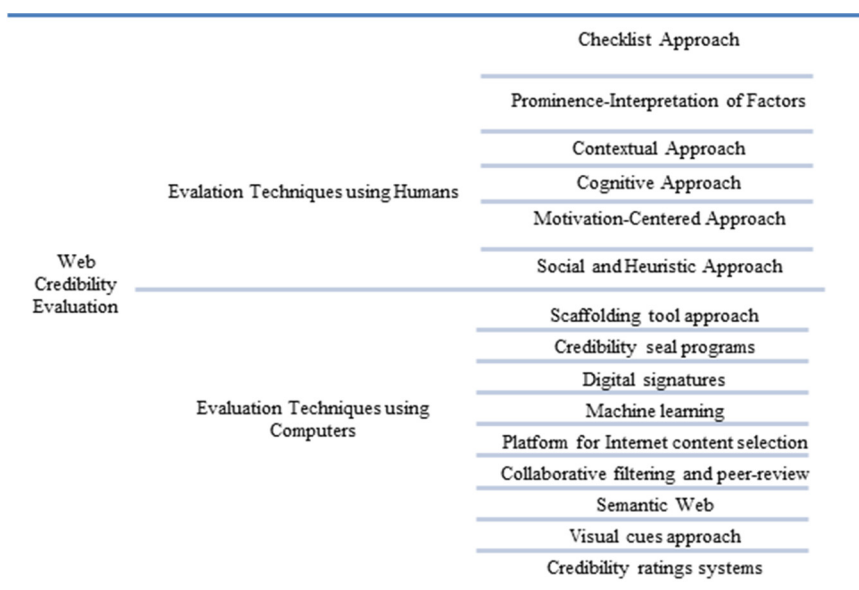 Checklist Approach
Prominence-Interpretation of Factors
Contextual Approach
Evalation Techniques using Humans
Cognitive Approach
Motivation-Centered Approach
Social and Heuristic Approach
Web
Credibility
Evaluation
Scaffolding tool approach
Credibility seal programs
Digital signatures
Evaluation Techniques using
Computers
Machine learning
Platform for Internet content selection
Collaborative filtering and peer-review
Semantic Web
Visual cues approach
Credibility ratings systems